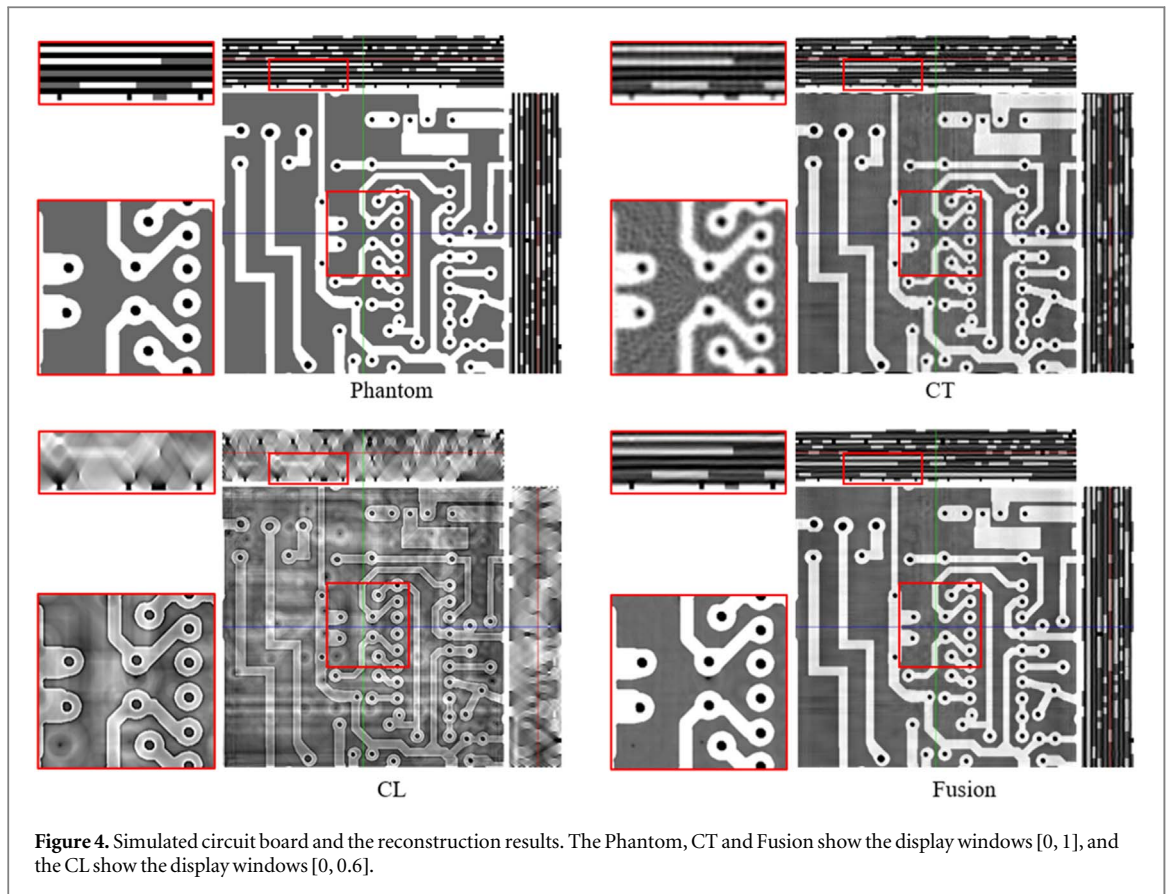 Phantom
CT
CL
Fusion
Figure 4. Simulated circuit board and the reconstruction results. The Phantom, CT and Fusion show the display windows [0, 1], and
the CL show the display windows [0, 0.6].